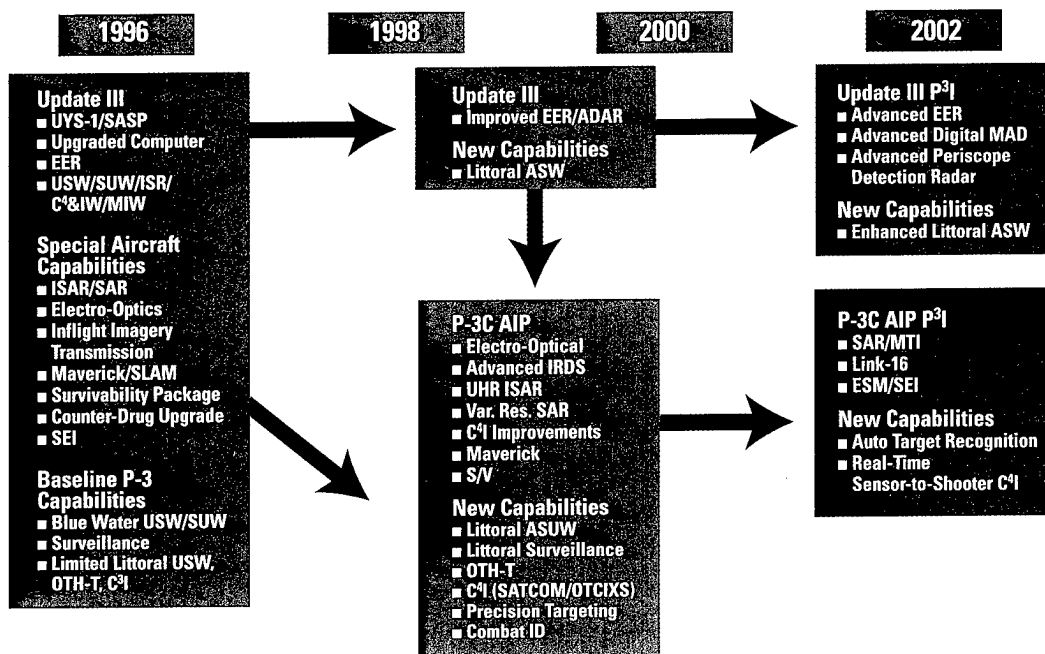 1996
1998
2000
2002
Update III
■ UYS-1/SASP
■ Upgraded Computer
■ EER
■ USW/SUW/ISR/
C⁴&IW/MIW
Special Aircraft
Capabilities
■ ISAR/SAR
■ Electro-Optics
■ Inflight Imagery
Transmission
■ Maverick/SLAM
■ Survivability Package
■ Counter-Drug Upgrade
■ SEI
Baseline P-3
Capabilities
■ Blue Water USW/SUW
■ Surveillance
■ Limited Littoral USW,
OTH-T, C³I
Update III
■ Improved EER/ADAR
New Capabilities
■ Littoral ASW
P-3C AIP
■ Electro-Optical
■ Advanced IRDS
■ UHR ISAR
■ Var. Res. SAR
■ C⁴I Improvements
■ Maverick
■ S/V
New Capabilities
■ Littoral ASUW
■ Littoral Surveillance
■ OTH-T
■ C⁴I (SATCOM/OTCIXS)
■ Precision Targeting
■ Combat ID
Update III P³I
■ Advanced EER
■ Advanced Digital MAD
■ Advanced Periscope
Detection Radar
New Capabilities
■ Enhanced Littoral ASW
P-3C AIP P³I
■ SAR/MTI
■ Link-16
■ ESM/SEI
New Capabilities
■ Auto Target Recognition
■ Real-Time
Sensor-to-Shooter C⁴I